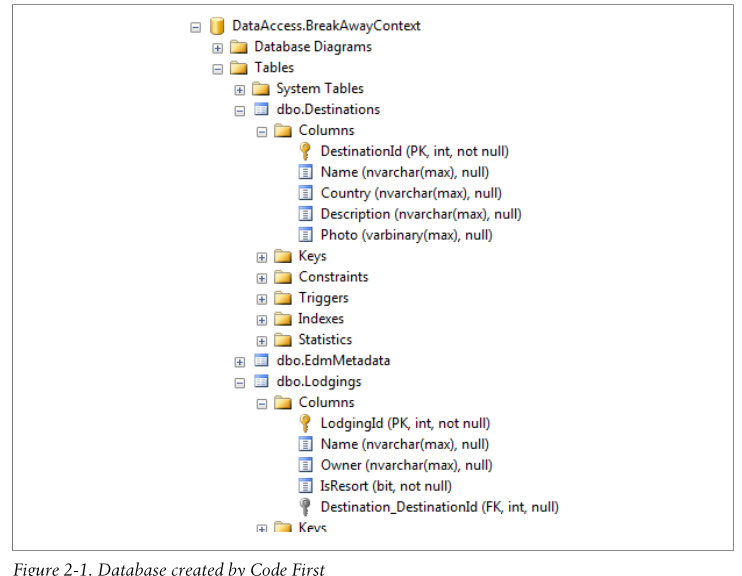 DataAccess.BreakAwayContext
Database Diagrams
Tables
System Tables
dbo.Destinations
Columns
DestinationId (PK, int, not null)
Name (nvarchar(max), null)
Country (nvarchar(max), null)
Description (nvarchar(max), null)
Photo (varbinary(max), null)
Keys
Constraints
Triggers
Indexes
Statistics
dbo.EdmMetadata
dbo.Lodgings
Columns
LodgingId (PK, int, not null)
Name (nvarchar(max), null)
Owner (nvarchar(max), null)
IsResort (bit, not null)
Destination_DestinationId (FK, int, null)
Keys
Figure 2-1. Database created by Code First